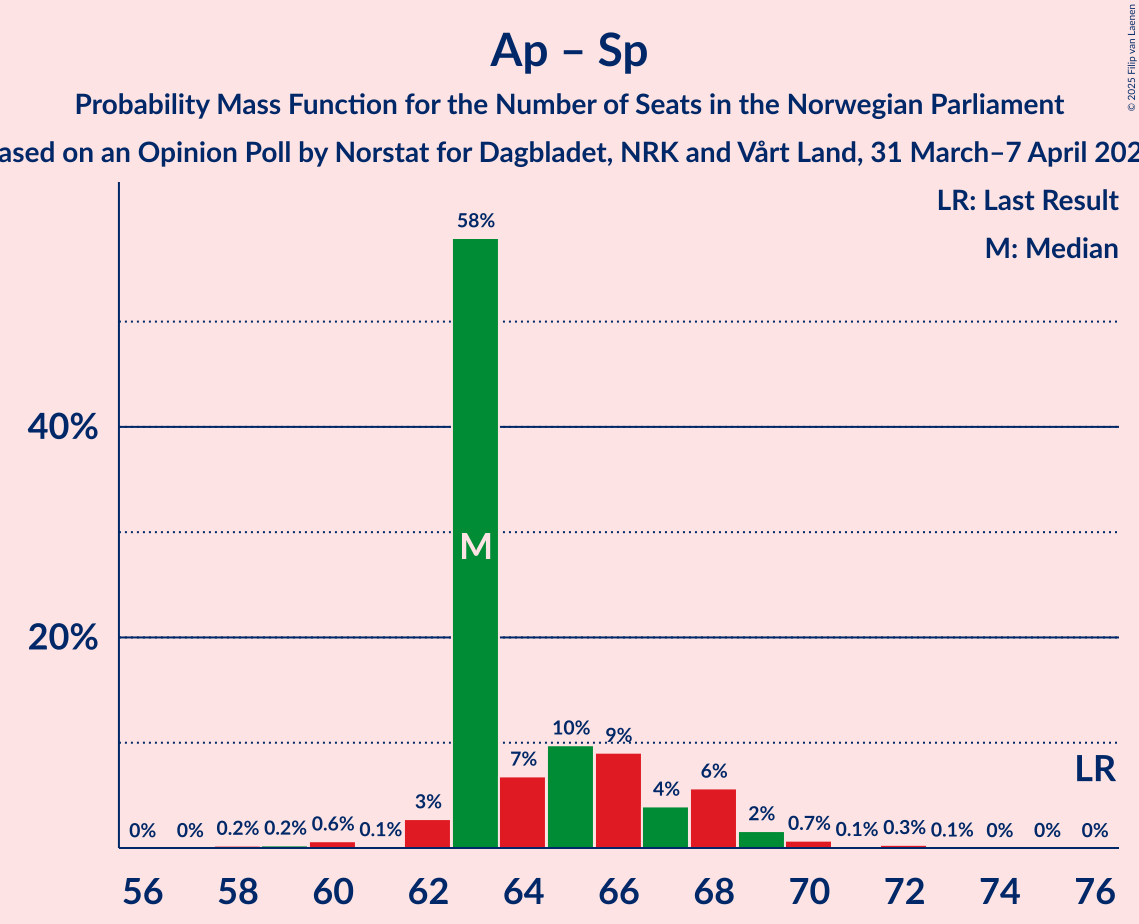 Ap – Sp
Probability Mass Function for the Number of Seats in the Norwegian Parliament
ased on an Opinion Poll by Norstat for Dagbladet, NRK and Vårt Land, 31 March–7 April 202
© 2025 Filip van Laenen
LR: Last Result
M: Median
58%
40%
M
20%
10%
9%
7%
LR
6%
4%
3%
2%
0% 0% 0.2% 0.2% 0.6% 0.1% 0.7% 0.1% 0.3% 0.1% 0% 0% 0%
56 58 60 62 64 66 68 70 72 74 76